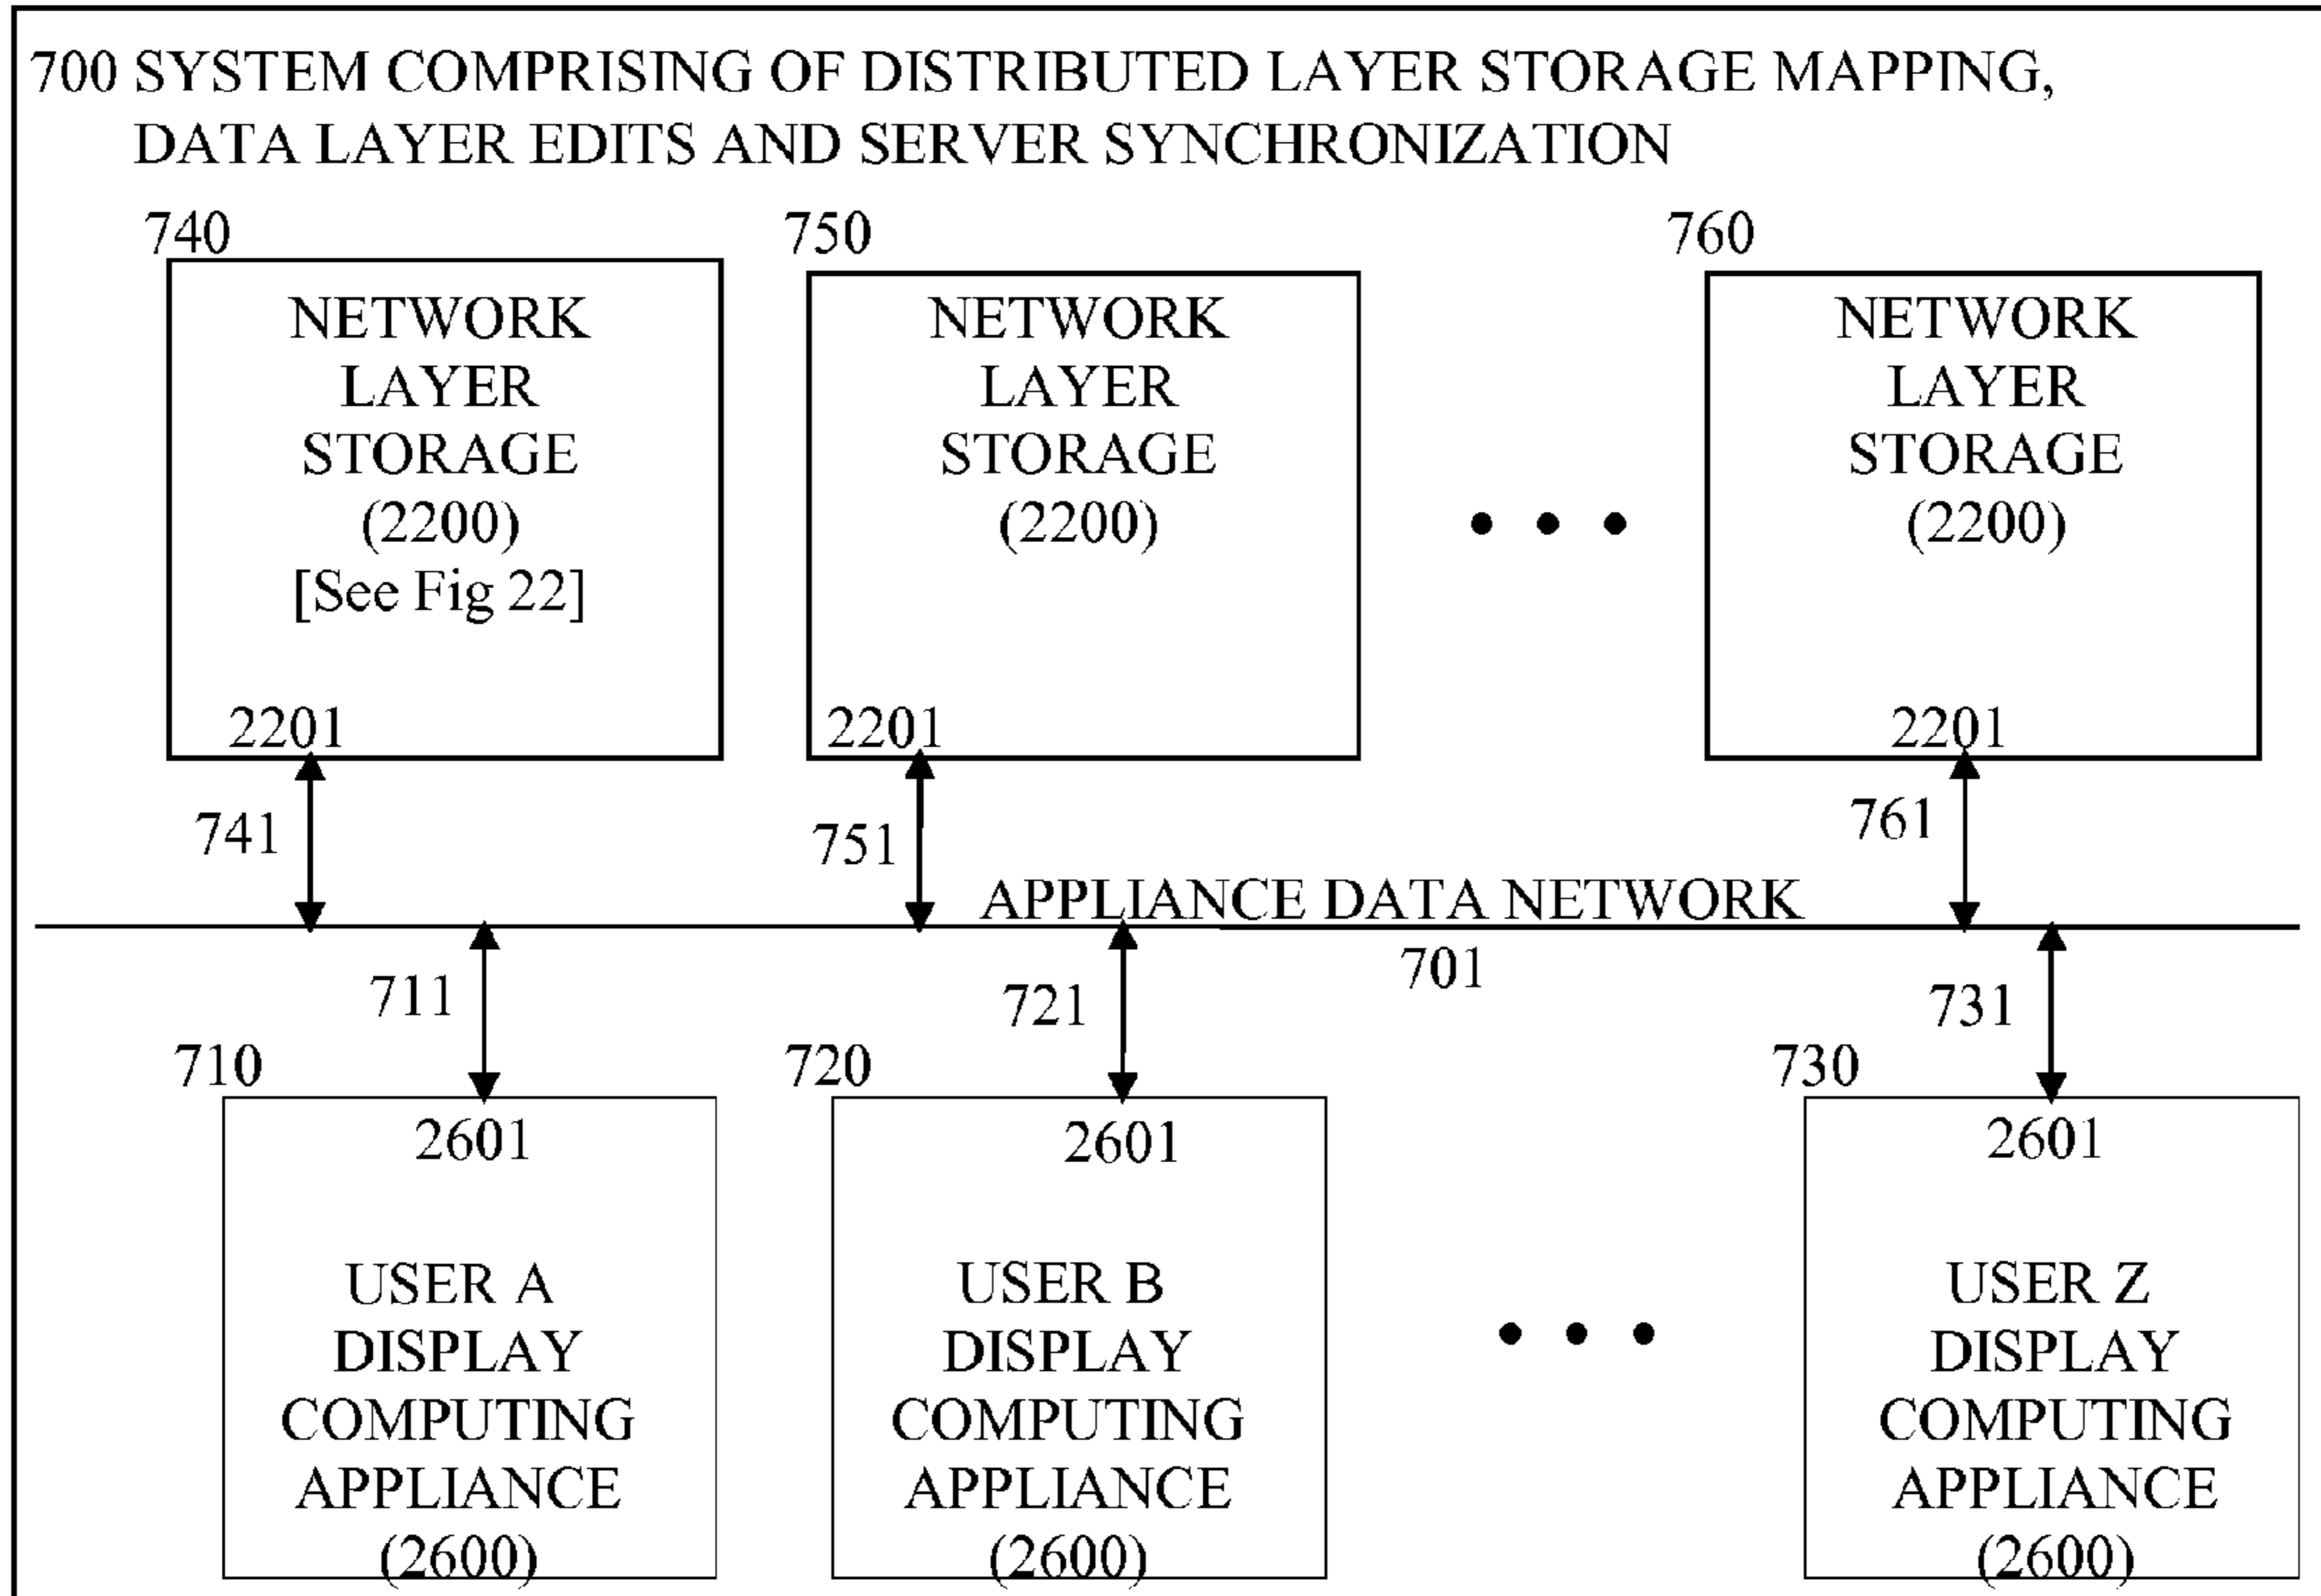 700 SYSTEM COMPRISING OF DISTRIBUTED LAYER STORAGE MAPPING,
DATA LAYER EDITS AND SERVER SYNCHRONIZATION
740
NETWORK
LAYER
STORAGE
(2200)
[See Fig 22]
2201
750
NETWORK
LAYER
STORAGE
(2200)
2201
760
NETWORK
LAYER
STORAGE
(2200)
2201
741
751
761
APPLIANCE DATA NETWORK
701
711
721
731
710
2601
USER A
DISPLAY
COMPUTING
APPLIANCE
(2600)
720
2601
USER B
DISPLAY
COMPUTING
APPLIANCE
(2600)
730
2601
USER Z
DISPLAY
COMPUTING
APPLIANCE
(2600)